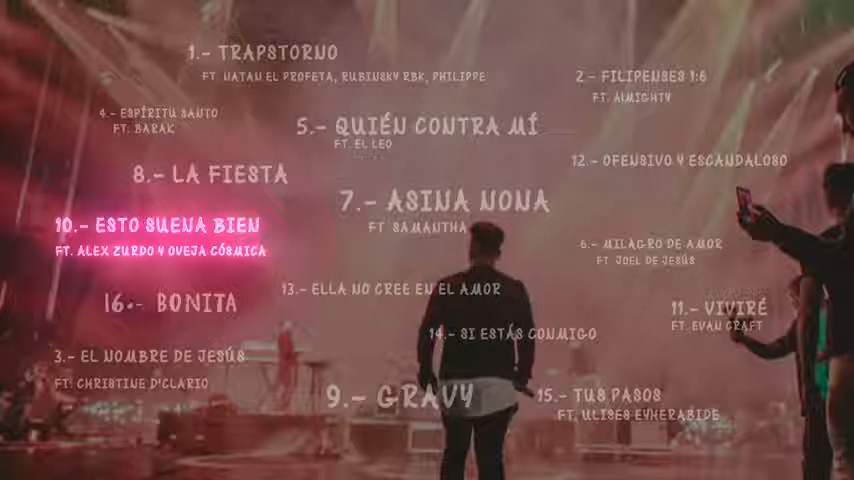 1.- TRAPSTORNO
FT NATAN EL PROFETA, RUBINSKY RBK, PHILIPPE
2 - FILIPENSES 1:6
FT. ALMIGHTY
4.- ESPÍRITU SANTO
FT. BARAK
5.- QUIÉN CONTRA MÍ
FT. EL LEO
12.- OFENSIVO Y ESCANDALOSO
8.- LA FIESTA
7.- ASINA NONA
FT SAMANTHA
10.- ESTO SUENA BIEN
FT. ALEX ZURDO Y OVEJA CÓSMICA
6.- MILAGRO DE AMOR
FT JOEL DE JESÚS
13.- ELLA NO CREE EN EL AMOR
16.- BONITA
11.- VIVIRÉ
FT. EVAN CRAFT
14.- SI ESTÁS CONMIGO
3.- EL NOMBRE DE JESÚS
FT: CHRISTINE D'CLARIO
9.- GRAVY
15.- TUS PASOS
FT. ULISES EYHERABIDE